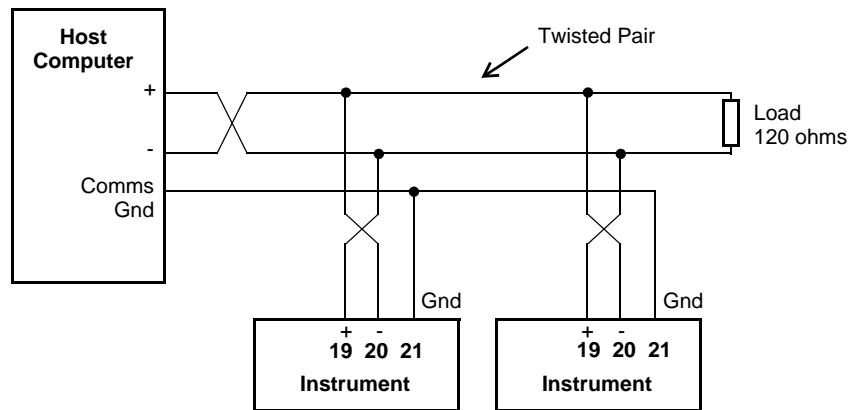 Host
Computer
Twisted Pair
+
-
Load
120 ohms
Comms
Gnd
Gnd
Gnd
+ -
19 20 21
Instrument
+ -
19 20 21
Instrument